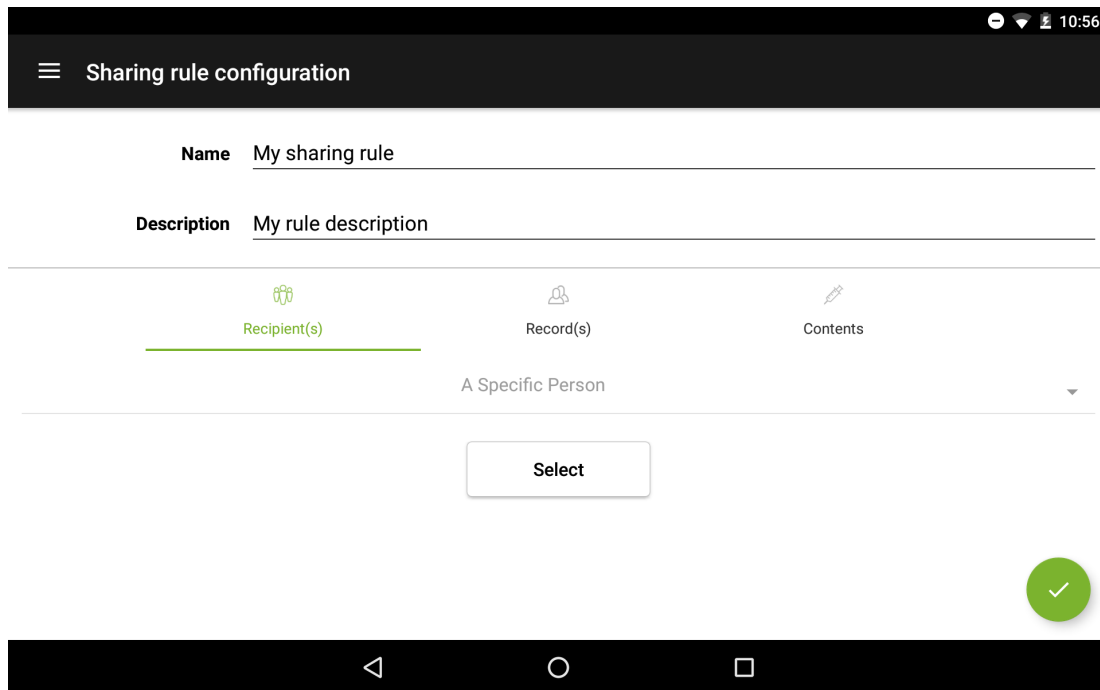 10:56
Sharing rule configuration
Name My sharing rule
Description My rule description
Recipient(s) Record(s) Contents
A Specific Person
Select